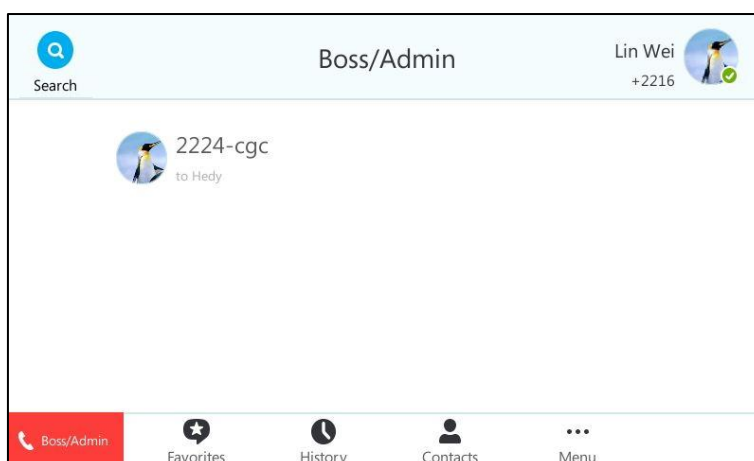 Search
Boss/Admin
Lin Wei
+2216
2224-cgc
to Hedy
Boss/Admin
Favorites
History
Contacts
Menu